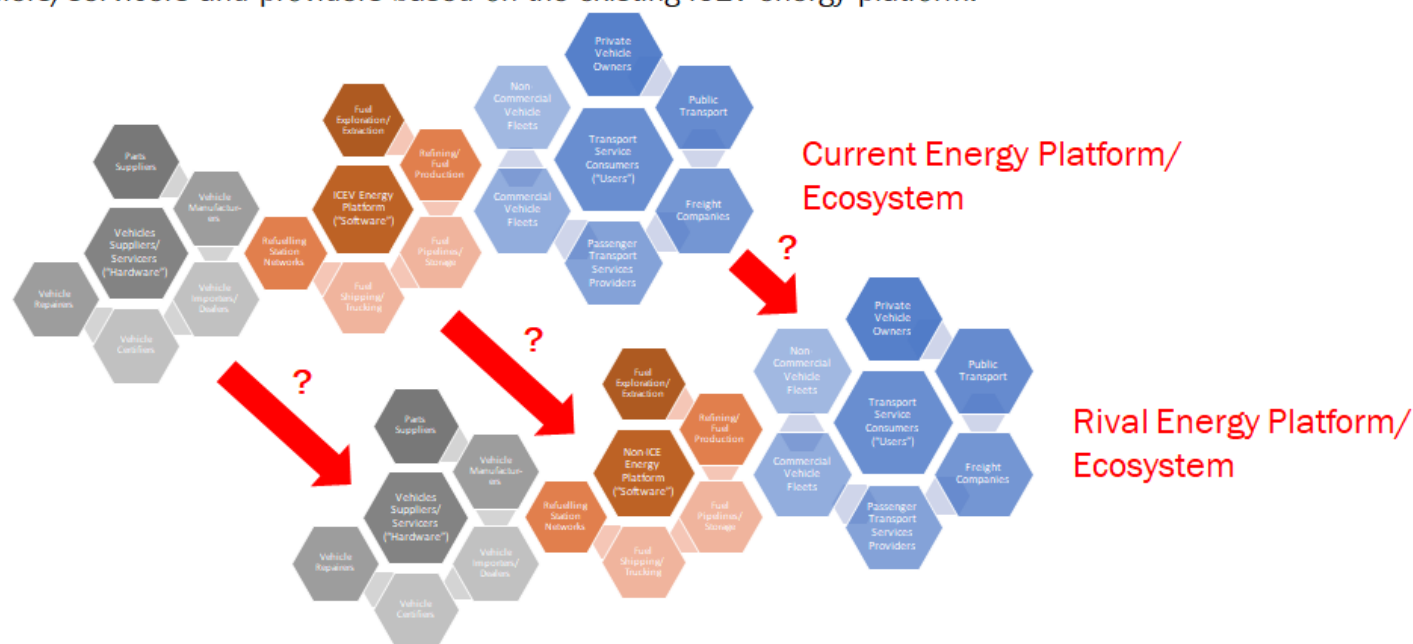 Private
Vehicle
Owners
Non
Commercial
Vehicle
Fleets
Public
Transport
Transport
Service
Consumers
("Users")
Commercial
Vehicle
Fleets
Freight
Companies
Passenger
Transport
Services
Providers
Fuel
Exploration/
Extraction
Refining/
Fuel
Production
ICEV Energy
Platform
("Software")
Refuelling
Station
Networks
Fuel
Pipelines/
Storage
Fuel
Shipping/
Trucking
Parts
Suppliers
Vehicle
Manufactur-
ers
Vehicles
Suppliers/
Servicers
("Hardware")
Vehicle
Repairers
Vehicle
Importers/
Dealers
Vehicle
Certifiers
Current Energy Platform/
Ecosystem
?
?
?
Private
Vehicle
Owners
Non
Commercial
Vehicle
Fleets
Public
Transport
Transport
Service
Consumers
("Users")
Commercial
Vehicle
Fleets
Freight
Companies
Passenger
Transport
Services
Providers
Fuel
Exploration/
Extraction
Refining/
Fuel
Production
Non-ICE
Energy
Platform
("Software")
Refuelling
Station
Networks
Fuel
Pipelines/
Storage
Fuel
Shipping/
Trucking
Parts
Suppliers
Vehicle
Manufactur-
ers
Vehicles
Suppliers/
Servicers
("Hardware")
Vehicle
Repairers
Vehicle
Importers/
Dealers
Vehicle
Certifiers
Rival Energy Platform/
Ecosystem